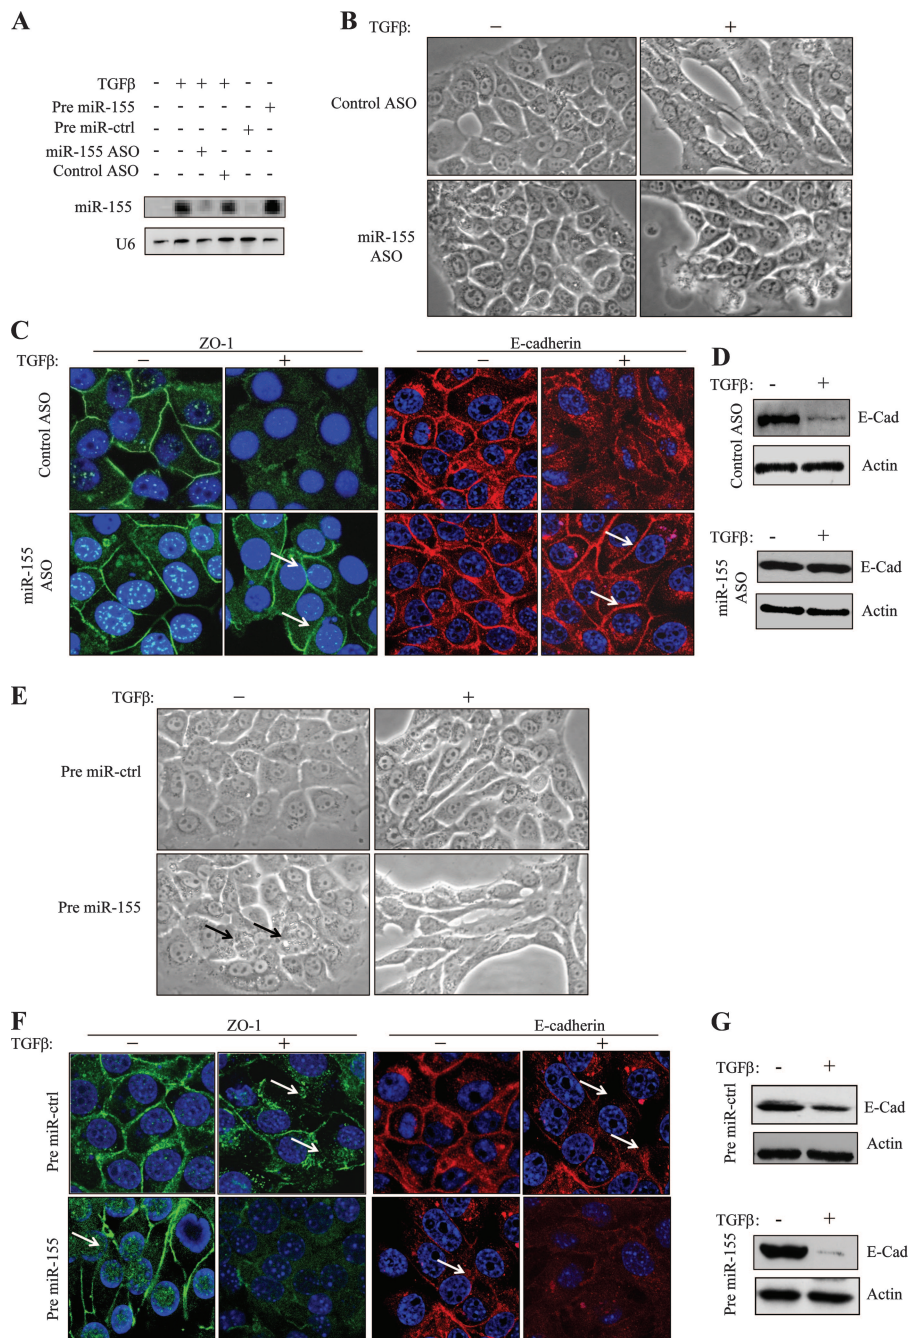 A
TGFβ - + + + - -
Pre miR-155 - - - - - +
Pre miR-ctrl - - - - + -
miR-155 ASO - - + - - -
Control ASO - - - + - -
miR-155
U6
B
TGFβ: − +
Control ASO
miR-155
ASO
C
ZO-1 E-cadherin
TGFβ: − + − +
Control ASO
miR-155
ASO
D
TGFβ: - +
Control ASO
E-Cad
Actin
TGFβ: - +
miR-155
ASO
E-Cad
Actin
E
TGFβ: − +
Pre miR-ctrl
Pre miR-155
F
ZO-1 E-cadherin
TGFβ: − + − +
Pre miR-ctrl
Pre miR-155
G
TGFβ: - +
Pre miR-ctrl
E-Cad
Actin
TGFβ: - +
Pre miR-155
E-Cad
Actin